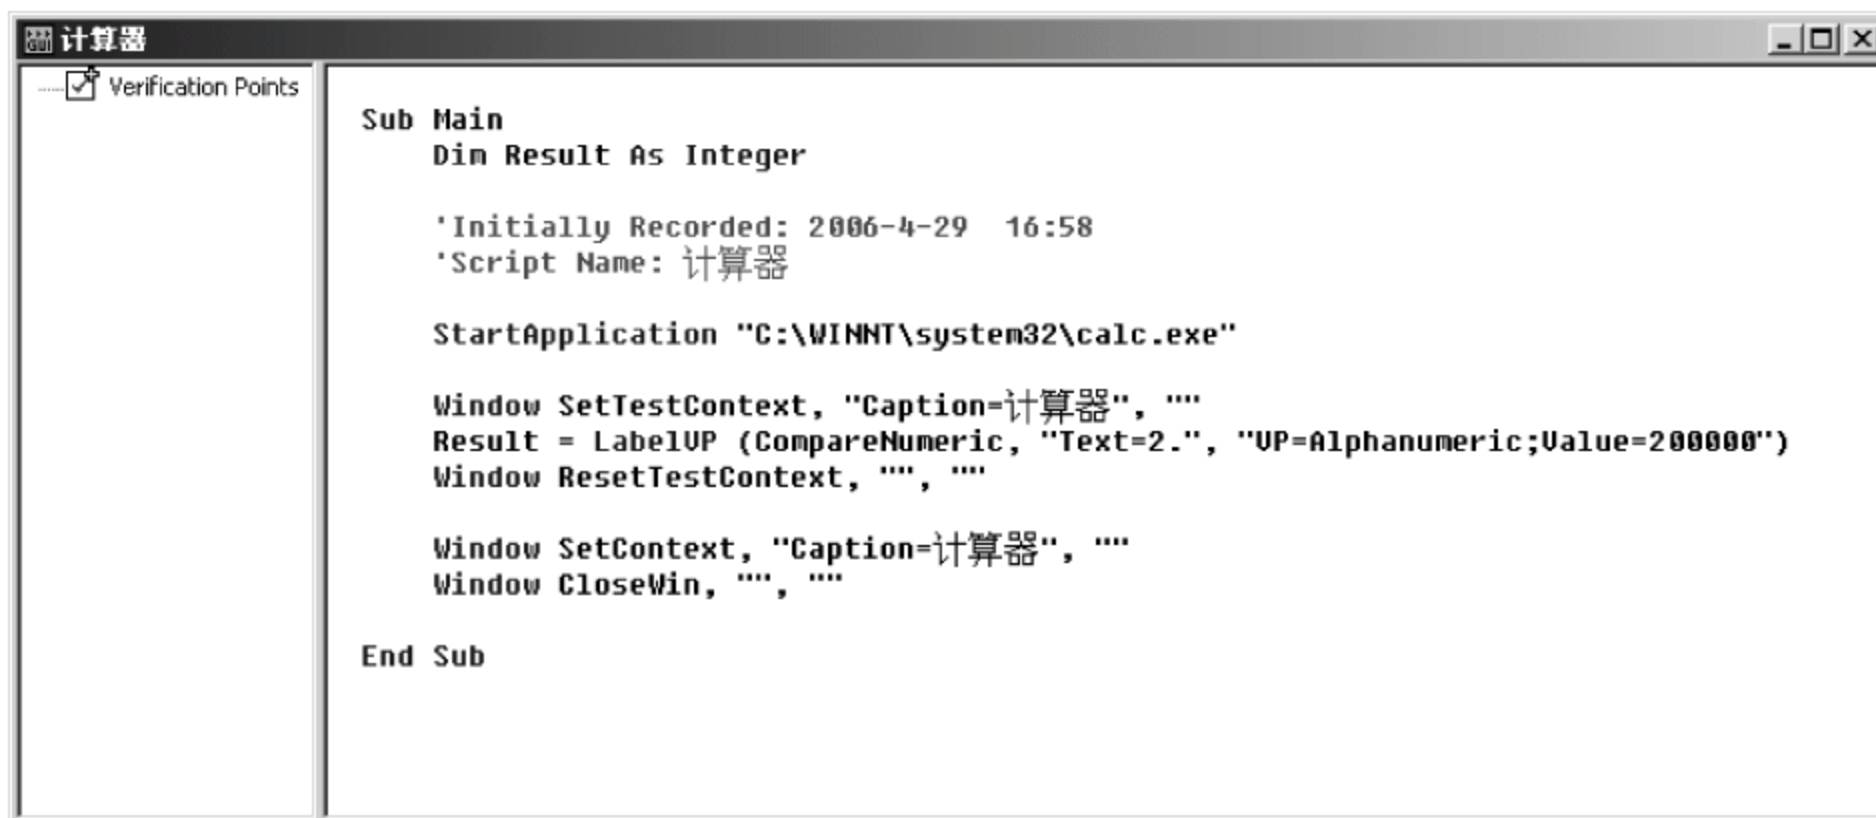 计算器
Verification Points
Sub Main
Dim Result As Integer
'Initially Recorded: 2006-4-29 16:58
'Script Name: 计算器
StartApplication "C:\WINNT\system32\calc.exe"
Window SetTestContext, "Caption=计算器", ""
Result = LabelVP (CompareNumeric, "Text=2.", "VP=Alphanumeric;Value=200000")
Window ResetTestContext, "", ""
Window SetContext, "Caption=计算器", ""
Window CloseWin, "", ""
End Sub